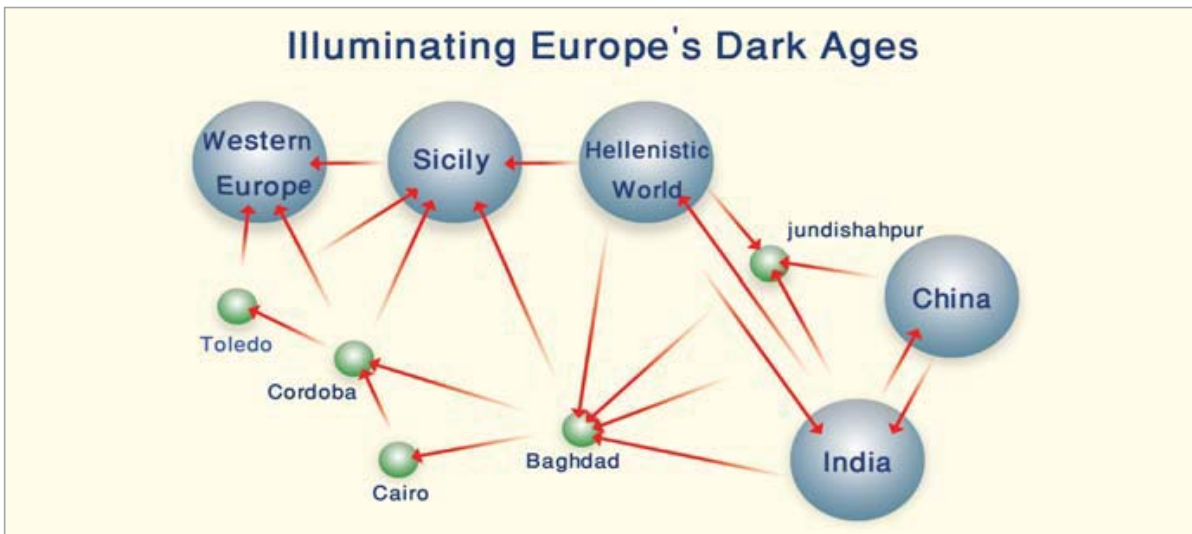 Illuminating Europe's Dark Ages
Western
Europe
Sicily
Hellenistic
World
jundishahpur
China
Toledo
Cordoba
Baghdad
India
Cairo